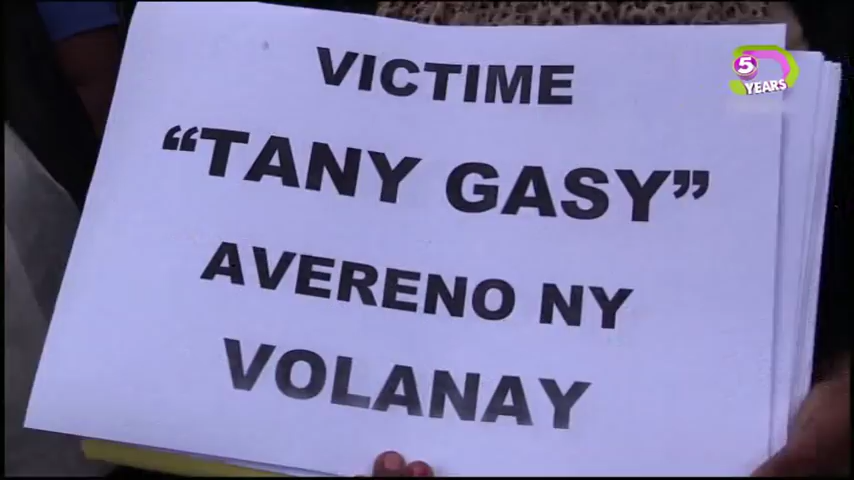 VICTIME
“TANY GASY”
AVERENO NY
VOLANAY
5
YEARS